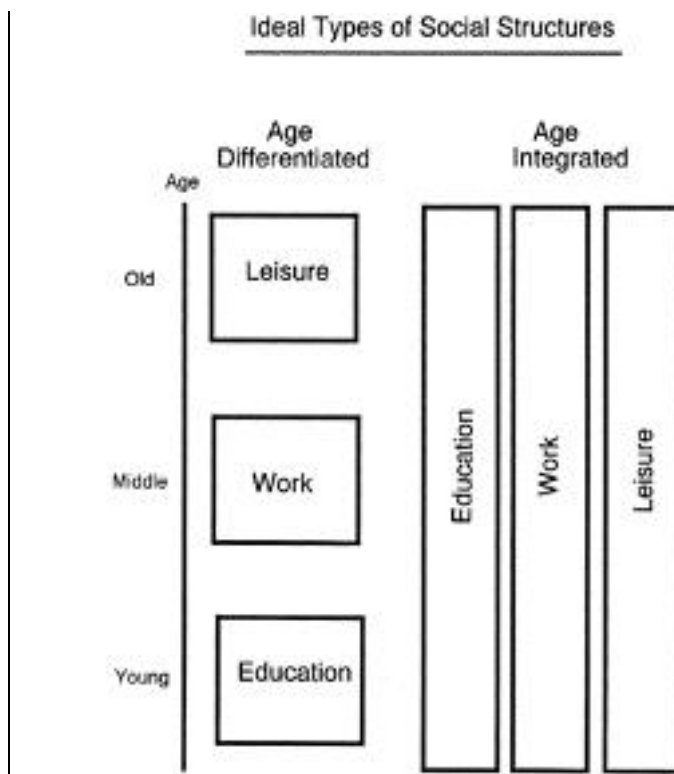 Ideal Types of Social Structures
Age
Differentiated
Age
Integrated
Age
Old
Leisure
Middle
Work
Young
Education
Education
Work
Leisure